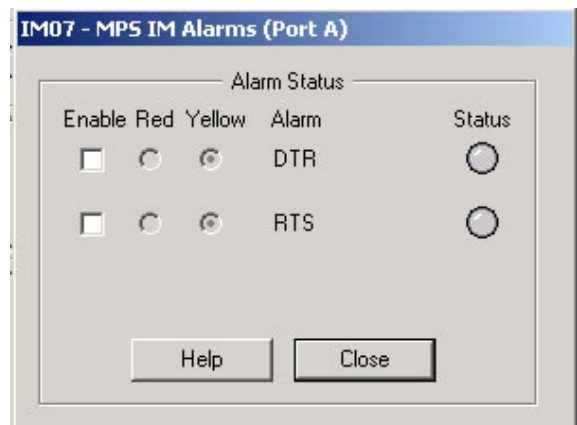 IM07 - MPS IM Alarms (Port A)
Alarm Status
Enable Red Yellow Alarm Status
DTR
RTS
Help Close